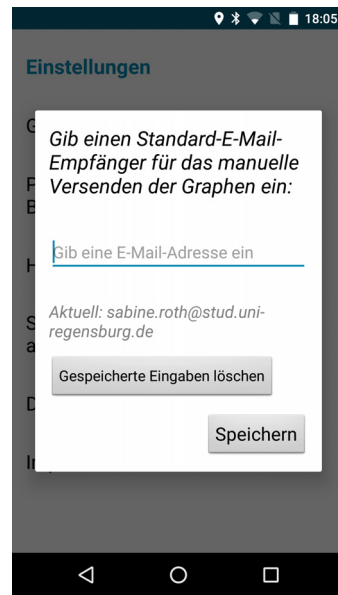 18:05
Einstellungen
Gib einen Standard-E-Mail-
Empfänger für das manuelle
Versenden der Graphen ein:
Gib eine E-Mail-Adresse ein
Aktuell: sabine.roth@stud.uni-
regensburg.de
Gespeicherte Eingaben löschen
Speichern